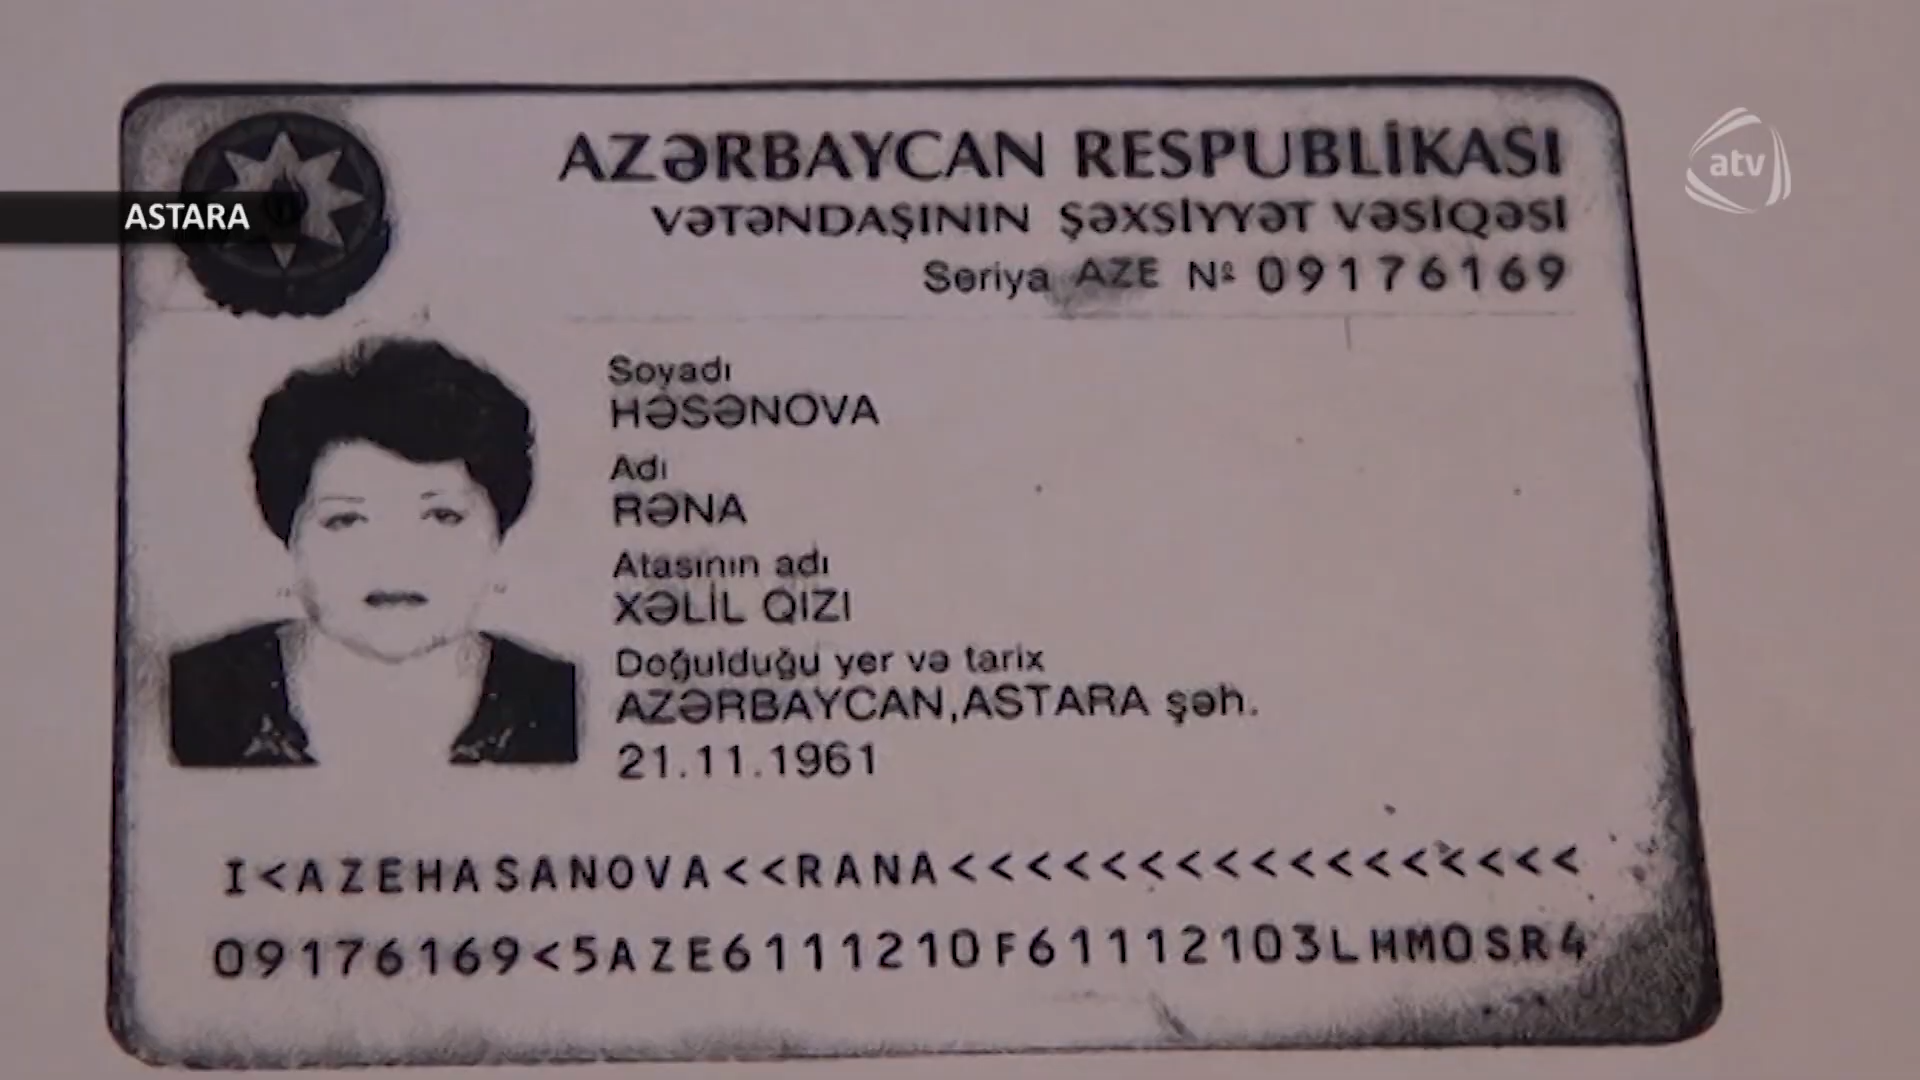 atv
ASTARA
AZƏRBAYCAN RESPUBLİKASI
VƏTƏNDAŞININ ŞƏXSİYYƏT VƏSİQƏSİ
Seriya AZE № 09176169
Soyadı
HƏSƏNOVA
Adı
RƏNA
Atasının adı
XƏLİL QIZI
Doğulduğu yer və tarix
AZƏRBAYCAN,ASTARA şəh.
21.11.1961
I<AZEHASANOVA<<RANA<<<<<<<<<<<<<<<<<
09176169<5AZE6111210F61112103LHMOSR4